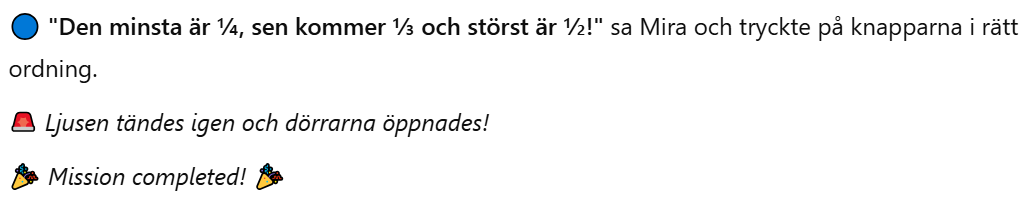 🔵 "Den minsta är ¼, sen kommer ⅓ och störst är ½!" sa Mira och tryckte på knapparna i rätt
ordning.
🚨 Ljusen tändes igen och dörrarna öppnades!
🎉 Mission completed! 🎉